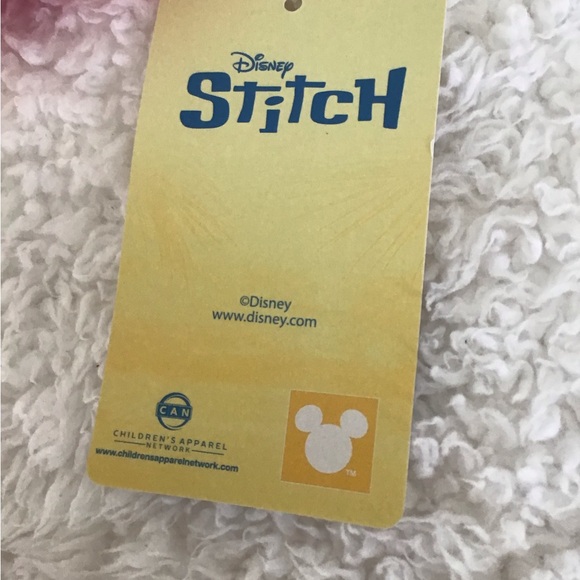 Disney
STitCH
©Disney
www.disney.com
CAN
CHILDREN'S APPAREL
NETWORK
www.childrensapparelnetwork.com
TM